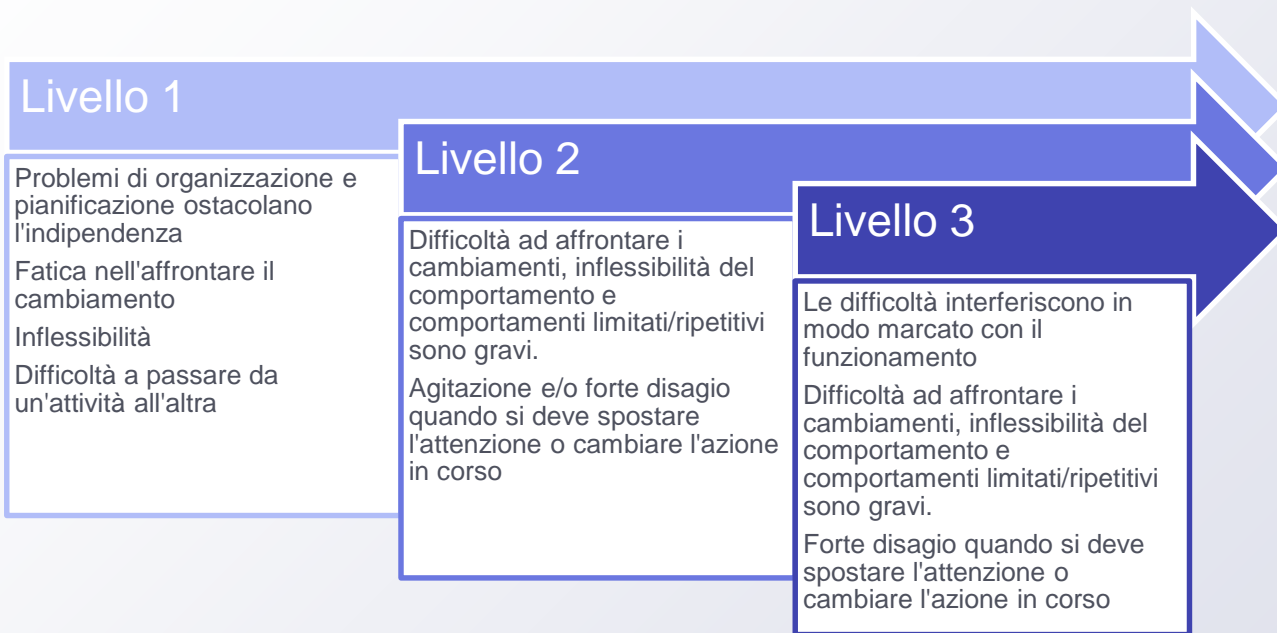 Livello 1
Problemi di organizzazione e
pianificazione ostacolano
l'indipendenza
Fatica nell'affrontare il
cambiamento
Inflessibilità
Difficoltà a passare da
un'attività all'altra
Livello 2
Difficoltà ad affrontare i
cambiamenti, inflessibilità del
comportamento e
comportamenti limitati/ripetitivi
sono gravi.
Agitazione e/o forte disagio
quando si deve spostare
l'attenzione o cambiare l'azione
in corso
Livello 3
Le difficoltà interferiscono in
modo marcato con il
funzionamento
Difficoltà ad affrontare i
cambiamenti, inflessibilità del
comportamento e
comportamenti limitati/ripetitivi
sono gravi.
Forte disagio quando si deve
spostare l'attenzione o
cambiare l'azione in corso